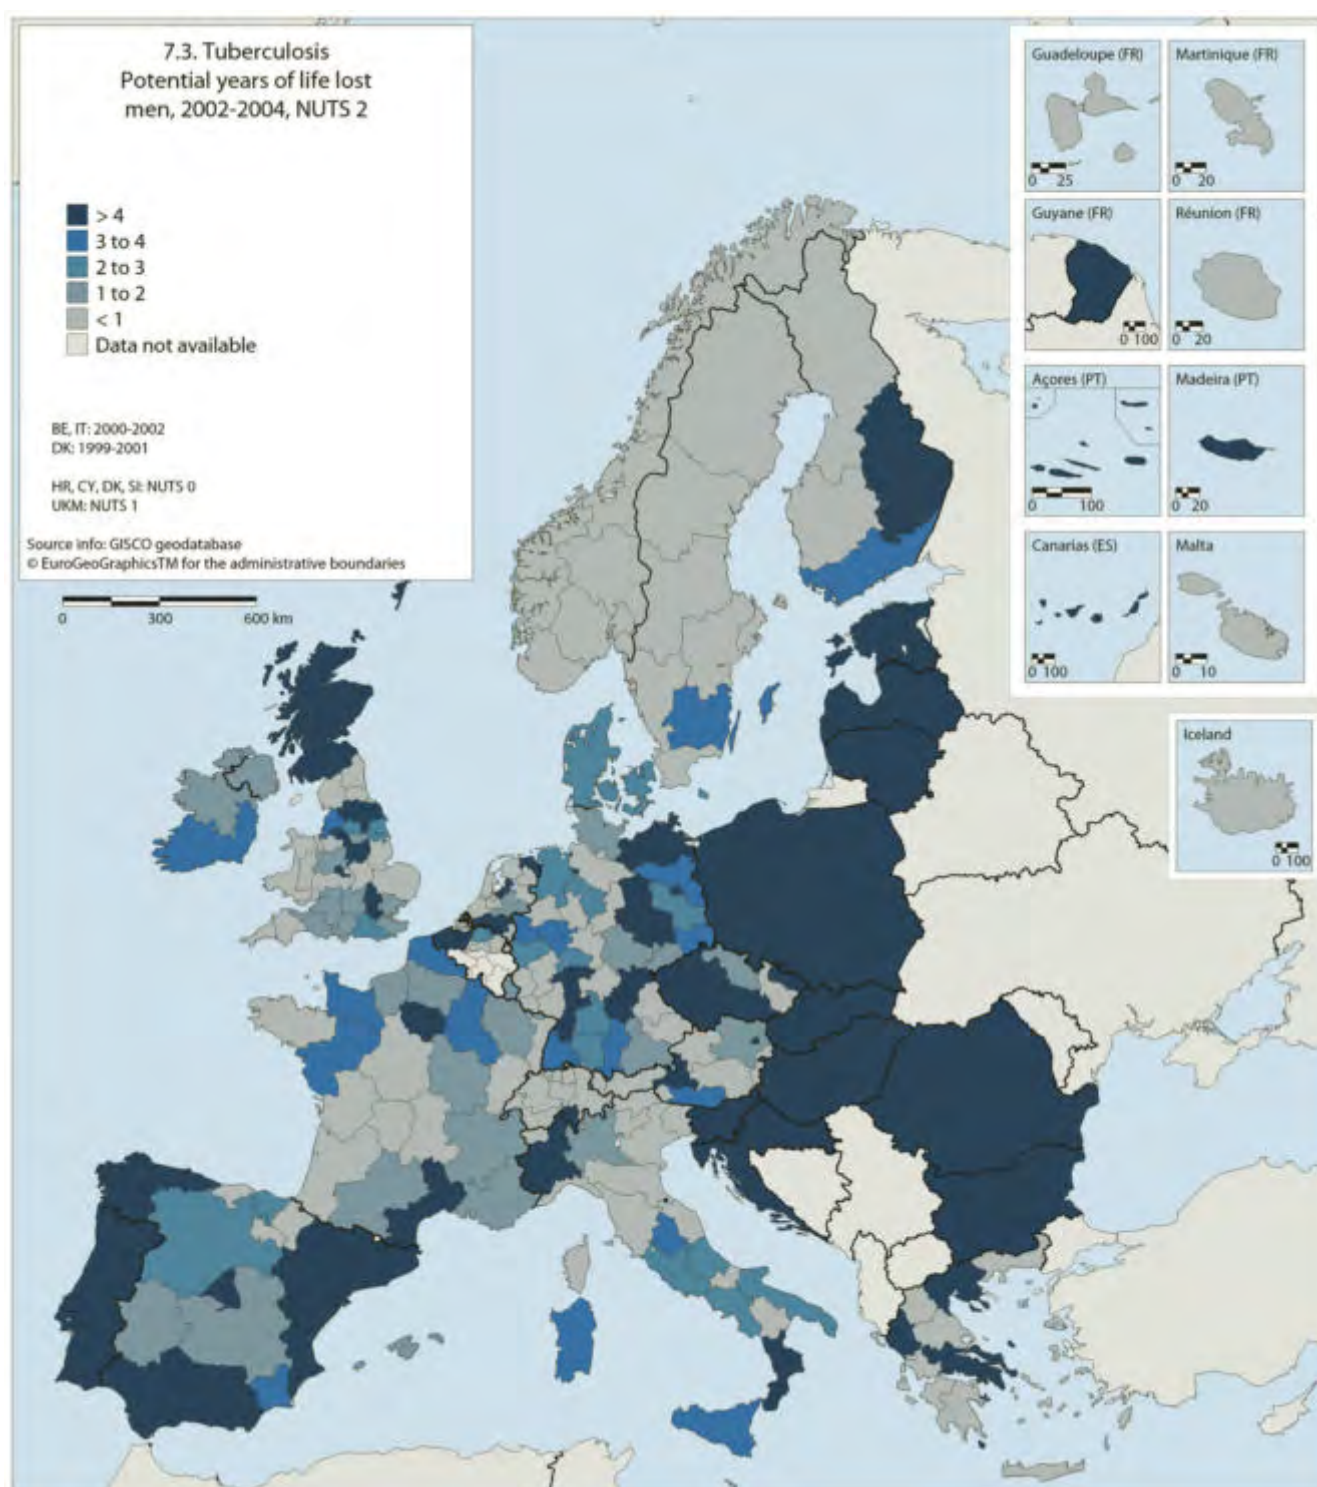 7.3. Tuberculosis
Potential years of life lost
men, 2002-2004, NUTS 2
> 4
3 to 4
2 to 3
1 to 2
< 1
Data not available
BE, IT: 2000-2002
DK: 1999-2001
HR, CY, DK, SI: NUTS 0
UKM: NUTS 1
Source info: GISCO geodatabase
© EuroGeoGraphicsTM for the administrative boundaries
0 300 600 km
Guadeloupe (FR)
0 25
Martinique (FR)
0 20
Guyane (FR)
0 100
Réunion (FR)
0 20
Açores (PT)
0 100
Madeira (PT)
0 20
Canarias (ES)
0 100
Malta
0 10
Iceland
0 100